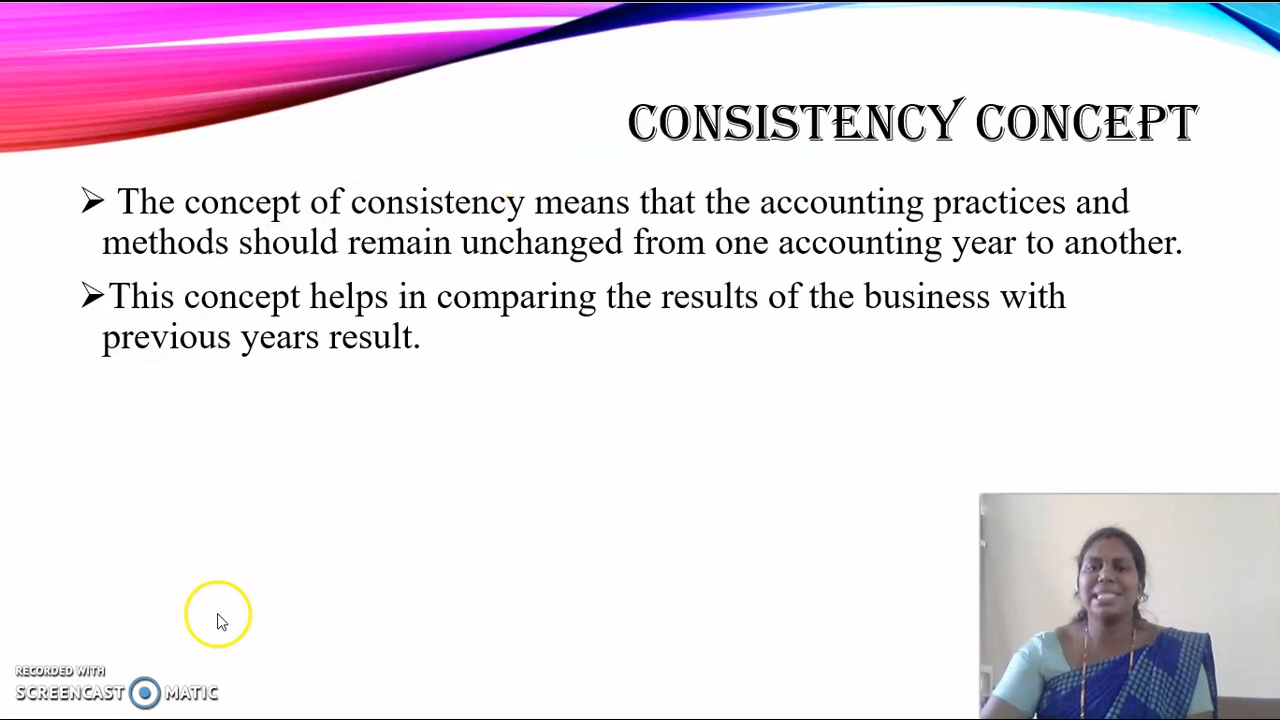 CONSISTENCY CONCEPT
➢ The concept of consistency means that the accounting practices and
methods should remain unchanged from one accounting year to another.
➢This concept helps in comparing the results of the business with
previous years result.
RECORDED WITH
SCREENCAST MATIC